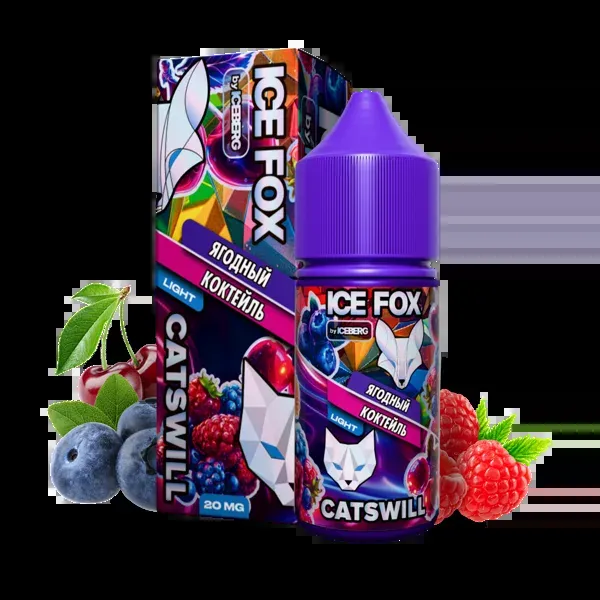 ICE FOX
by ICEBERG
ЯГОДНЫЙ
КОКТЕЙЛЬ
LIGHT
CATSWILL
20 MG
ICE FOX
by ICEBERG
ЯГОДНЫЙ
КОКТЕЙЛЬ
LIGHT
CATSWILL